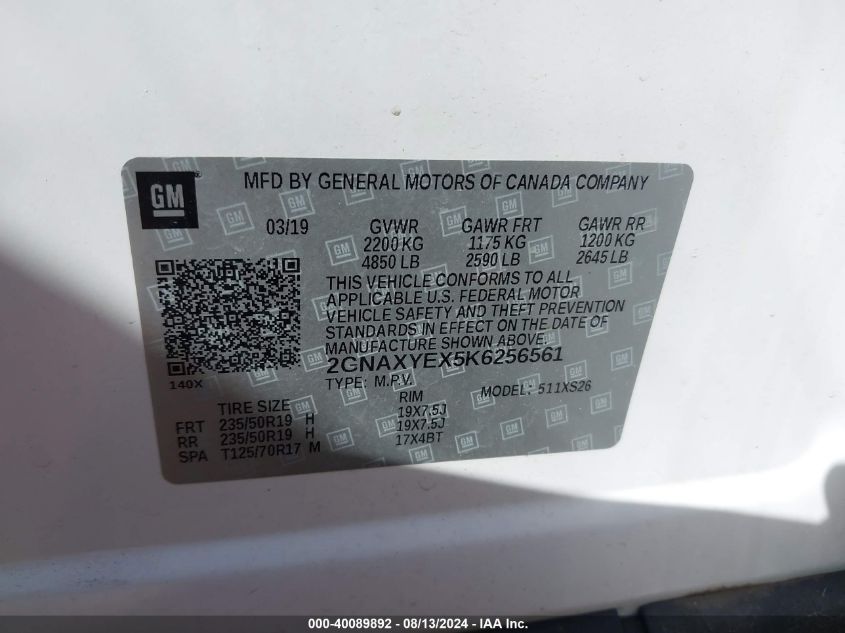 GM
MFD BY GENERAL MOTORS OF CANADA COMPANY
03/19 GVWR GAWR FRT GAWR RR
2200 KG 1175 KG 1200 KG
4850 LB 2590 LB 2645 LB
THIS VEHICLE CONFORMS TO ALL
APPLICABLE U.S. FEDERAL MOTOR
VEHICLE SAFETY AND THEFT PREVENTION
STANDARDS IN EFFECT ON THE DATE OF
MANUFACTURE SHOWN ABOVE.
2GNAXYEX5K6256561
140X TYPE: M.P.V. MODEL: 511XS26
TIRE SIZE RIM
FRT 235/50R19 H 19X7.5J
RR 235/50R19 H 19X7.5J
SPA T125/70R17 M 17X4BT
000-40089892 - 08/13/2024 - IAA, Inc.